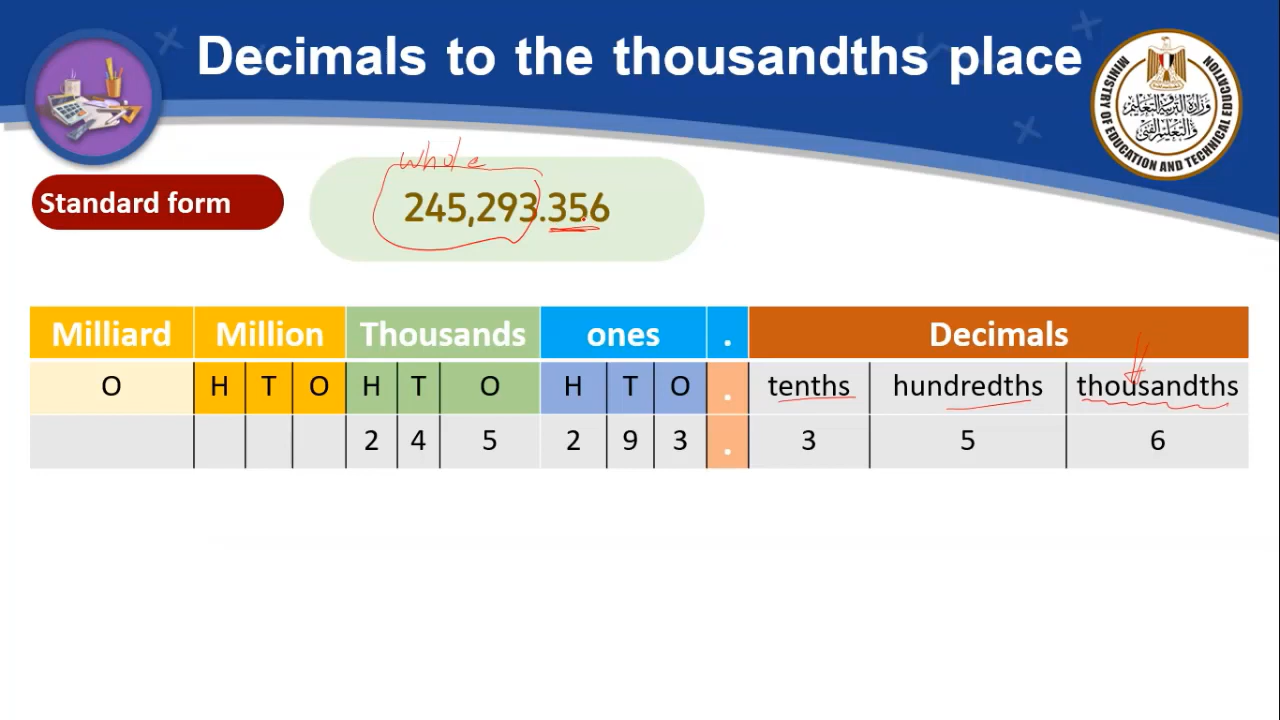 Decimals to the thousandths place
MINISTRY OF EDUCATION AND TECHNICAL EDUCATION
وزارة التربية والتعليم
والتعليم الفني
whole
Standard form
245,293.356
Milliard Million Thousands ones . Decimals
O H T O H T O H T O . tenths hundredths thousandths
2 4 5 2 9 3 . 3 5 6